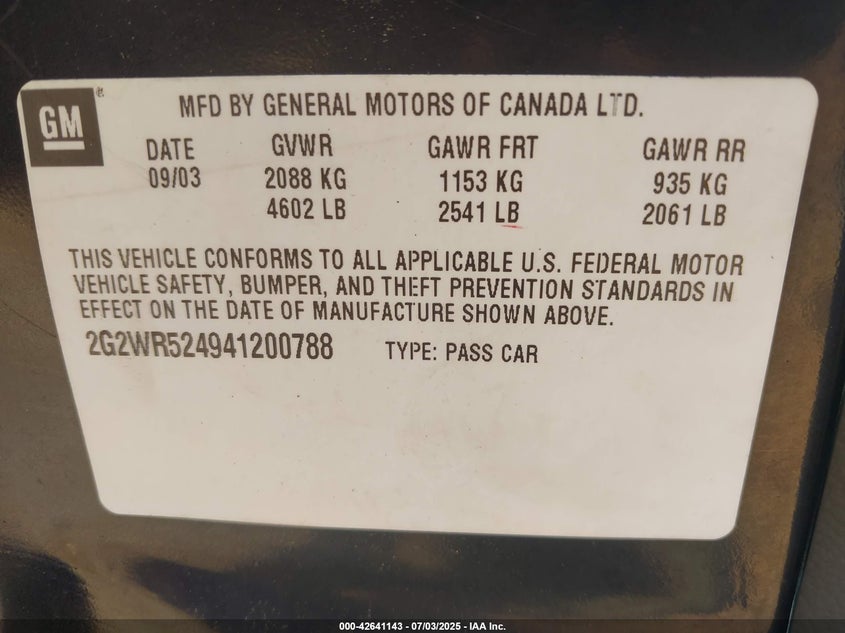 GM®
MFD BY GENERAL MOTORS OF CANADA LTD.
DATE GVWR GAWR FRT GAWR RR
09/03 2088 KG 1153 KG 935 KG
4602 LB 2541 LB 2061 LB
THIS VEHICLE CONFORMS TO ALL APPLICABLE U.S. FEDERAL MOTOR
VEHICLE SAFETY, BUMPER, AND THEFT PREVENTION STANDARDS IN
EFFECT ON THE DATE OF MANUFACTURE SHOWN ABOVE.
2G2WR524941200788 TYPE: PASS CAR
000-42641143 - 07/03/2025 - IAA Inc.